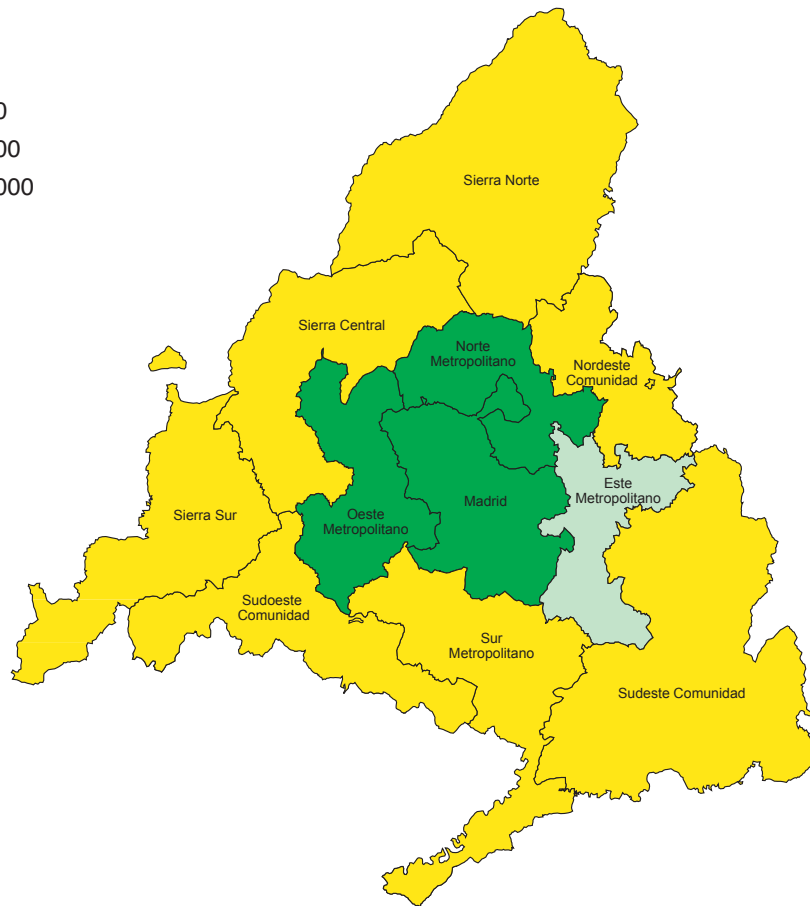 0
00
000
Sierra Norte
Sierra Central
Norte
Metropolitano
Nordeste
Comunidad
Este
Metropolitano
Madrid
Oeste
Metropolitano
Sierra Sur
Sudoeste
Comunidad
Sur
Metropolitano
Sudeste Comunidad